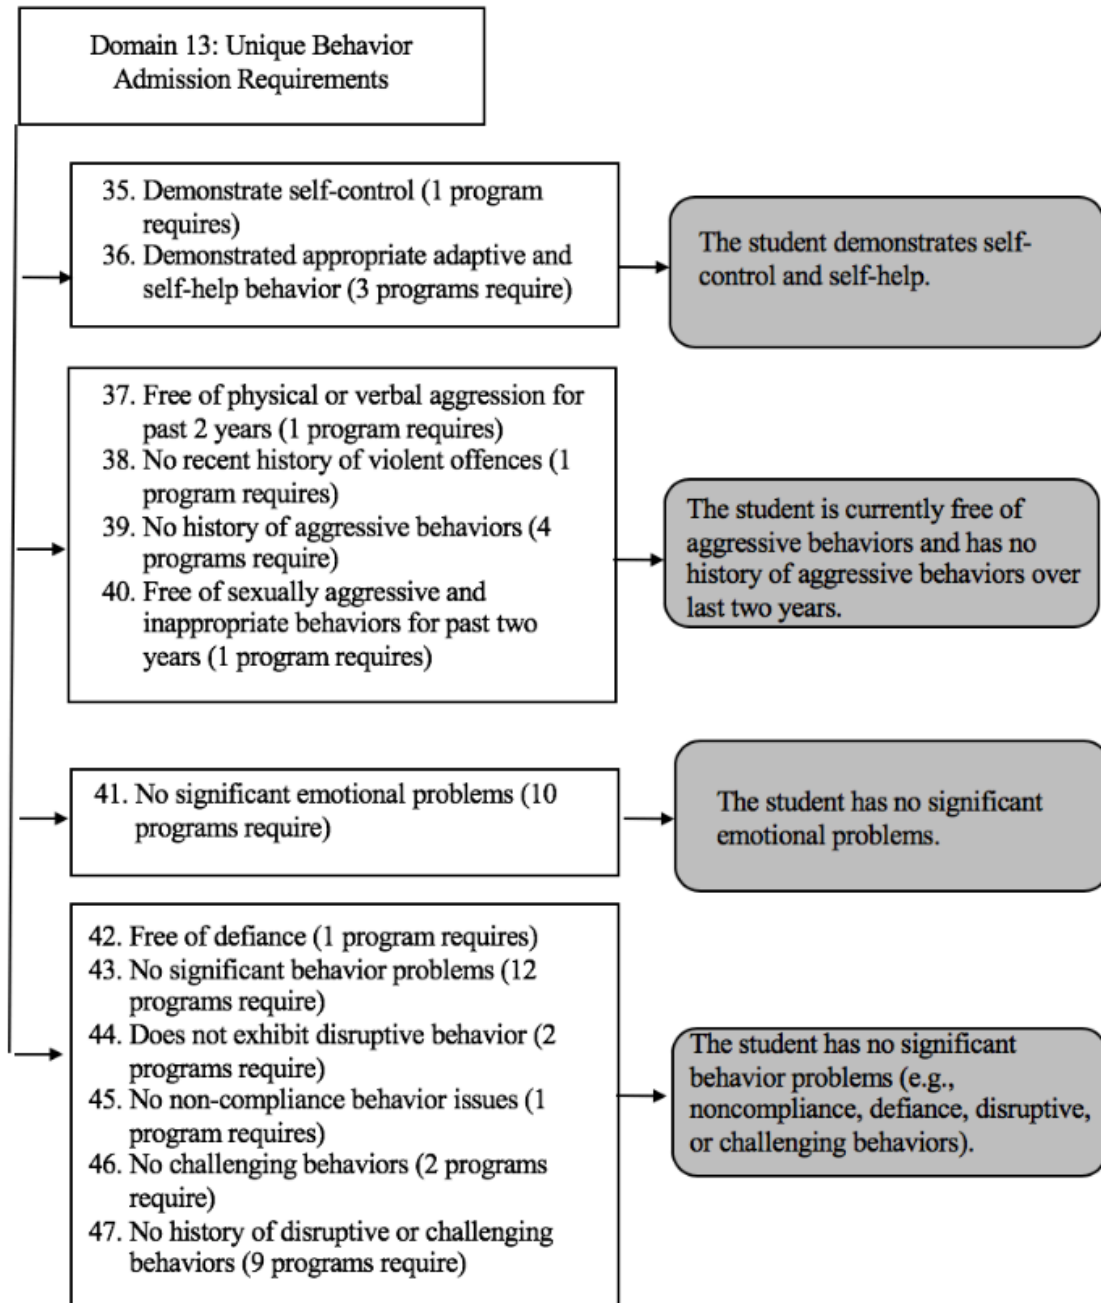 Domain 13: Unique Behavior
Admission Requirements
35. Demonstrate self-control (1 program
requires)
36. Demonstrated appropriate adaptive and
self-help behavior (3 programs require)
The student demonstrates self-
control and self-help.
37. Free of physical or verbal aggression for
past 2 years (1 program requires)
38. No recent history of violent offences (1
program requires)
39. No history of aggressive behaviors (4
programs require)
40. Free of sexually aggressive and
inappropriate behaviors for past two
years (1 program requires)
The student is currently free of
aggressive behaviors and has no
history of aggressive behaviors over
last two years.
41. No significant emotional problems (10
programs require)
The student has no significant
emotional problems.
42. Free of defiance (1 program requires)
43. No significant behavior problems (12
programs require)
44. Does not exhibit disruptive behavior (2
programs require)
45. No non-compliance behavior issues (1
program requires)
46. No challenging behaviors (2 programs
require)
47. No history of disruptive or challenging
behaviors (9 programs require)
The student has no significant
behavior problems (e.g.,
noncompliance, defiance, disruptive,
or challenging behaviors).